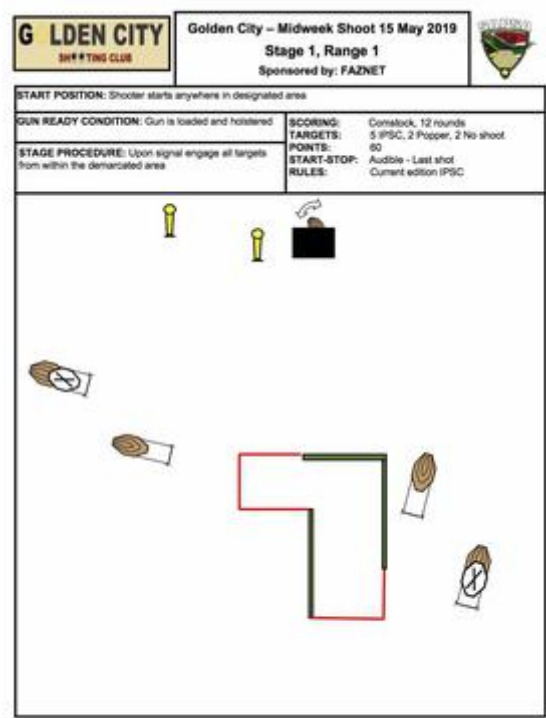 G LDEN CITY
SH**TING CLUB
Golden City – Midweek Shoot 15 May 2019
Stage 1, Range 1
Sponsored by: FAZNET
START POSITION: Shooter starts anywhere in designated area
GUN READY CONDITION: Gun is loaded and holstered
STAGE PROCEDURE: Upon signal engage all targets
from within the demarcated area
SCORING: Comstock, 12 rounds
TARGETS: 5 IPSC, 2 Popper, 2 No shoot
POINTS: 60
START-STOP: Audible - Last shot
RULES: Current edition IPSC